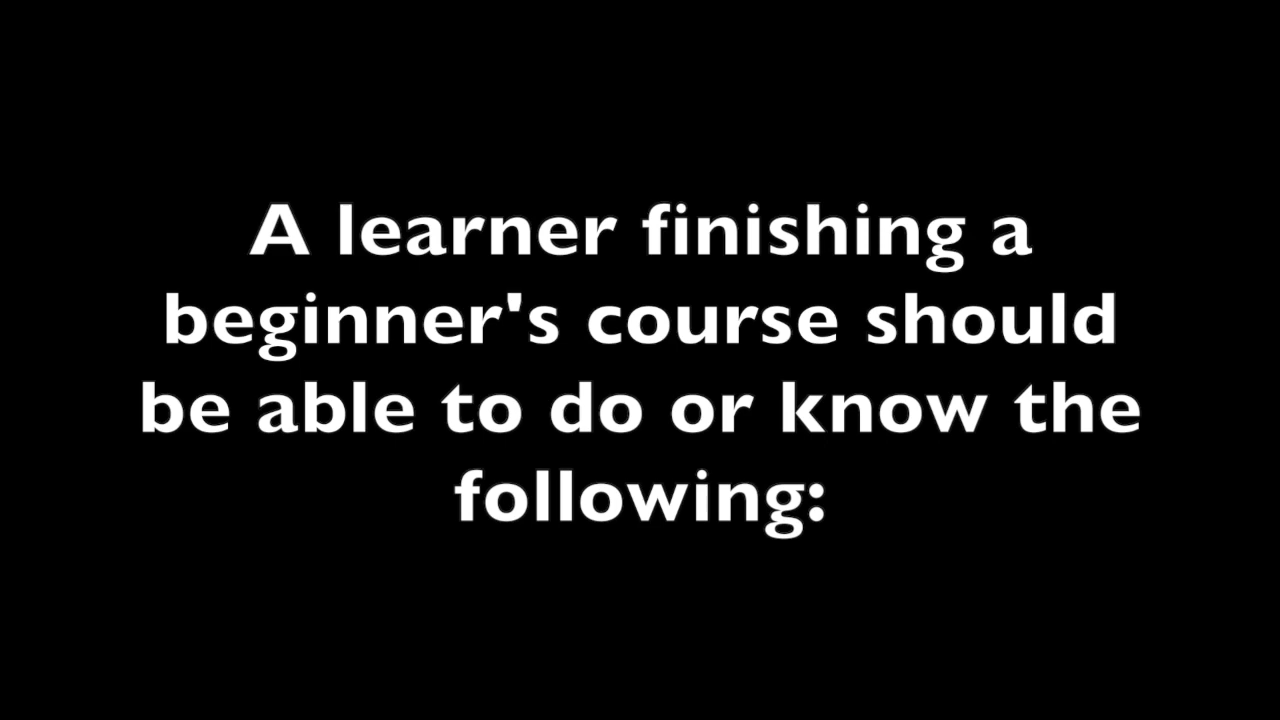 A learner finishing a
beginner's course should
be able to do or know the
following: